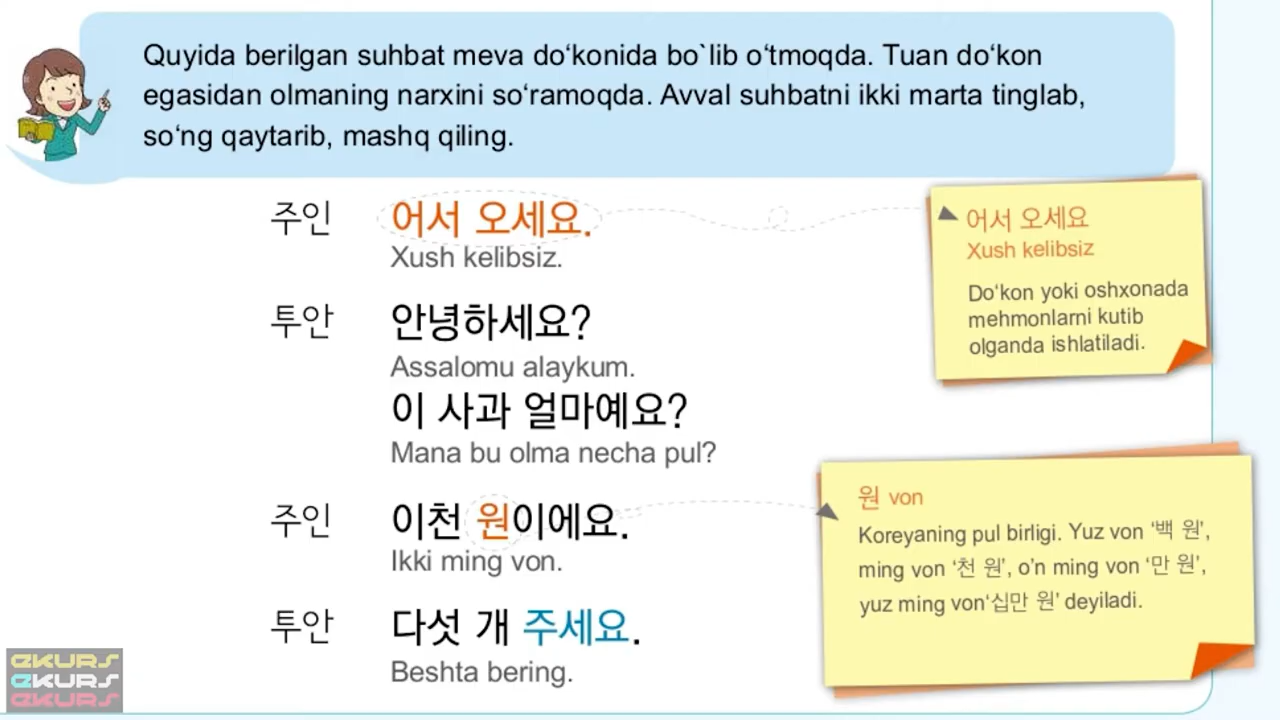 Quyida berilgan suhbat meva do‘konida bo`lib o‘tmoqda. Tuan do‘kon
egasidan olmaning narxini so‘ramoqda. Avval suhbatni ikki marta tinglab,
so‘ng qaytarib, mashq qiling.
주인 어서 오세요.
Xush kelibsiz.
어서 오세요
Xush kelibsiz
Do‘kon yoki oshxonada
mehmonlarni kutib
olganda ishlatiladi.
투안 안녕하세요?
Assalomu alaykum.
이 사과 얼마예요?
Mana bu olma necha pul?
주인 이천 원이에요.
Ikki ming von.
원 von
Koreyaning pul birligi. Yuz von ‘백 원’,
ming von ‘천 원’, o’n ming von ‘만 원’,
yuz ming von‘십만 원’ deyiladi.
투안 다섯 개 주세요.
Beshta bering.
EKURS
EKURS
EKURS